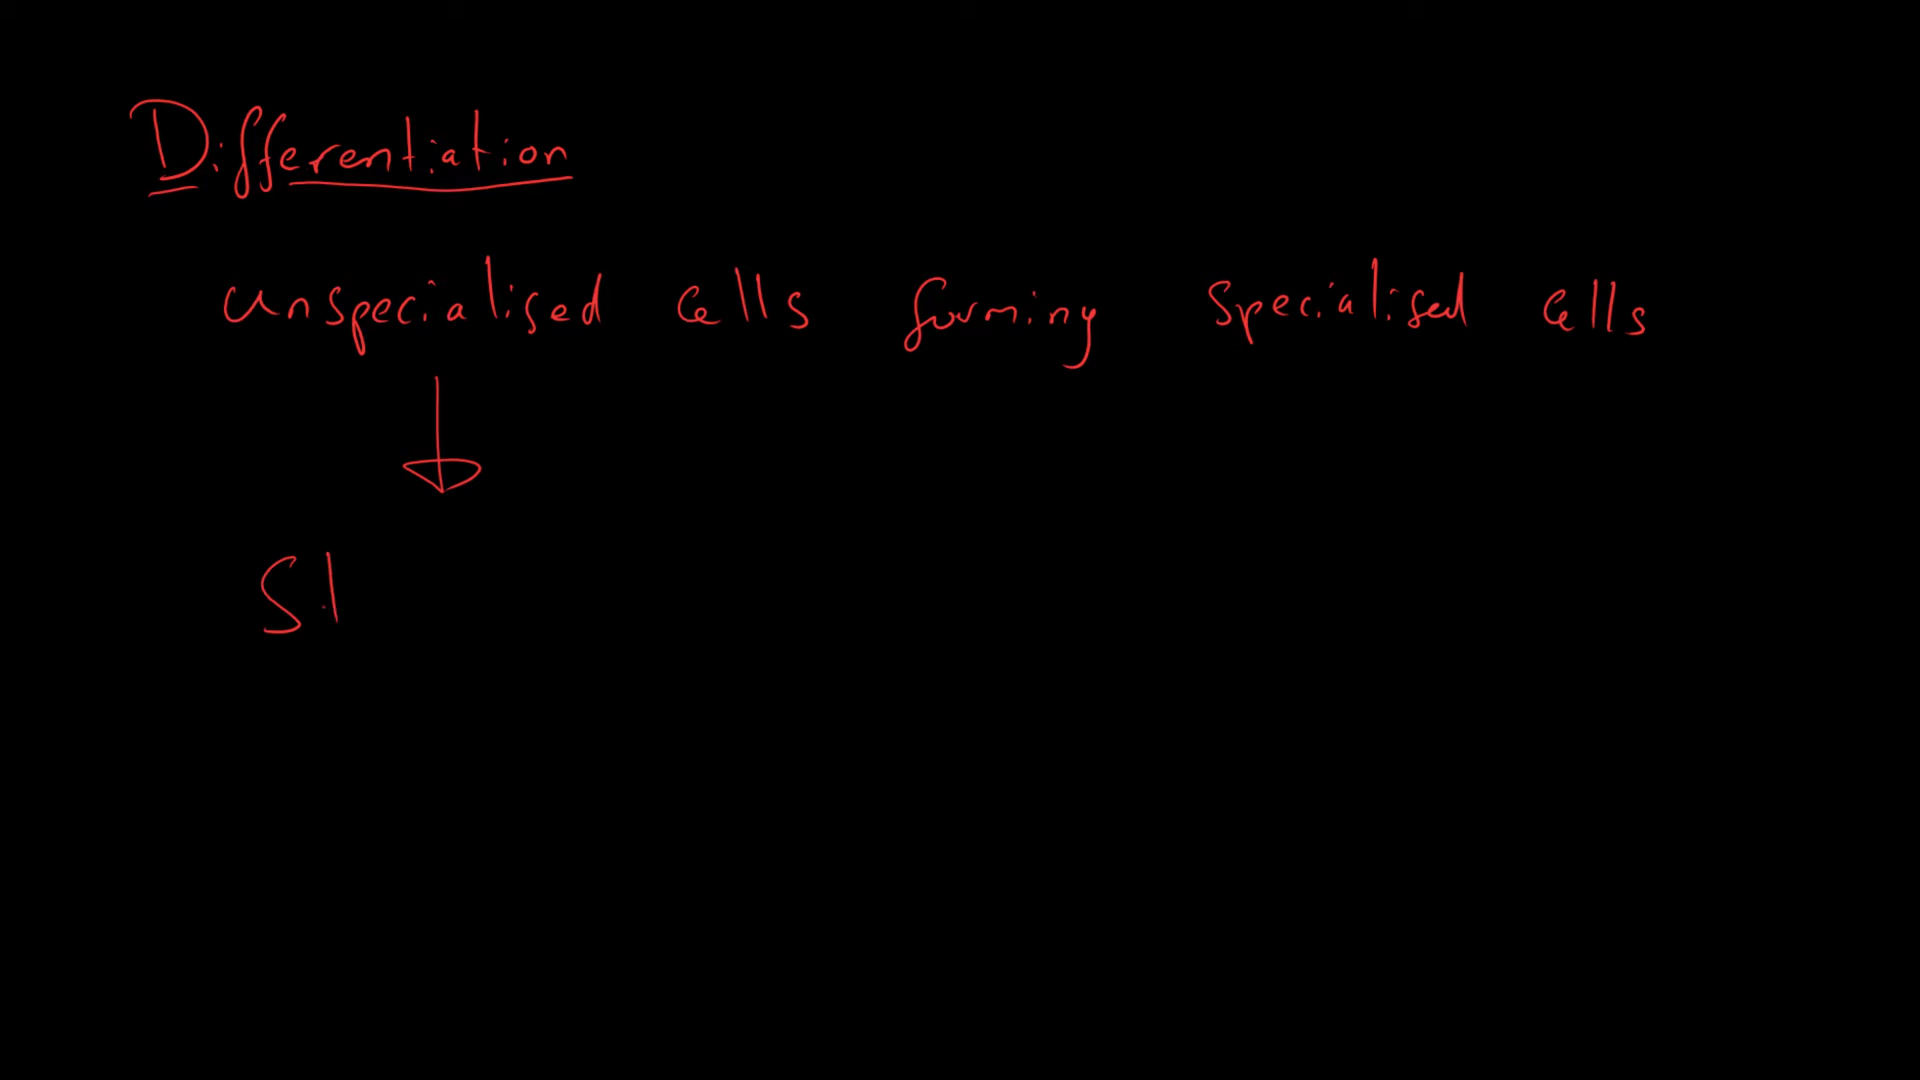 Differentiation
unspecialised cells forming specialised cells